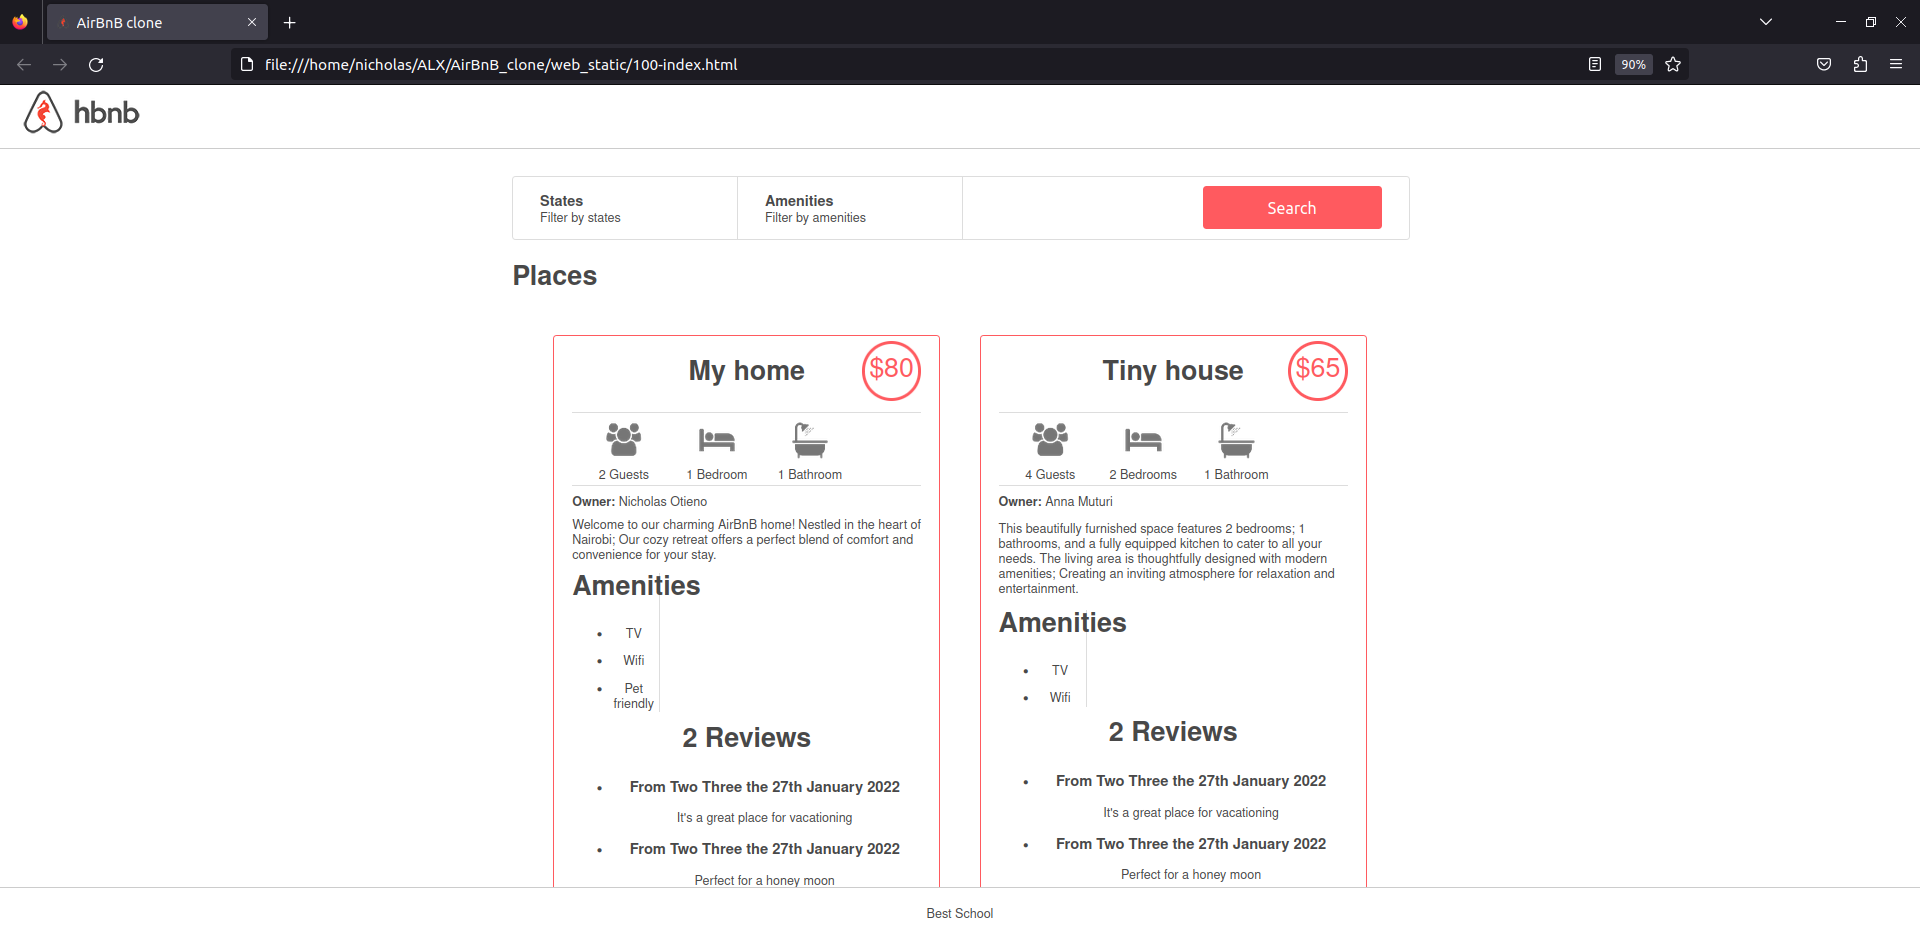 AirBnB clone
file:///home/nicholas/ALX/AirBnB_clone/web_static/100-index.html
90%
hbnb
States
Filter by states
Amenities
Filter by amenities
Search
Places
My home
$80
2 Guests
1 Bedroom
1 Bathroom
Owner: Nicholas Otieno
Welcome to our charming AirBnB home! Nestled in the heart of
Nairobi; Our cozy retreat offers a perfect blend of comfort and
convenience for your stay.
Amenities
• TV
• Wifi
• Pet
friendly
2 Reviews
• From Two Three the 27th January 2022
It's a great place for vacationing
• From Two Three the 27th January 2022
Perfect for a honey moon
Tiny house
$65
4 Guests
2 Bedrooms
1 Bathroom
Owner: Anna Muturi
This beautifully furnished space features 2 bedrooms; 1
bathrooms, and a fully equipped kitchen to cater to all your
needs. The living area is thoughtfully designed with modern
amenities; Creating an inviting atmosphere for relaxation and
entertainment.
Amenities
• TV
• Wifi
2 Reviews
• From Two Three the 27th January 2022
It's a great place for vacationing
• From Two Three the 27th January 2022
Perfect for a honey moon
Best School